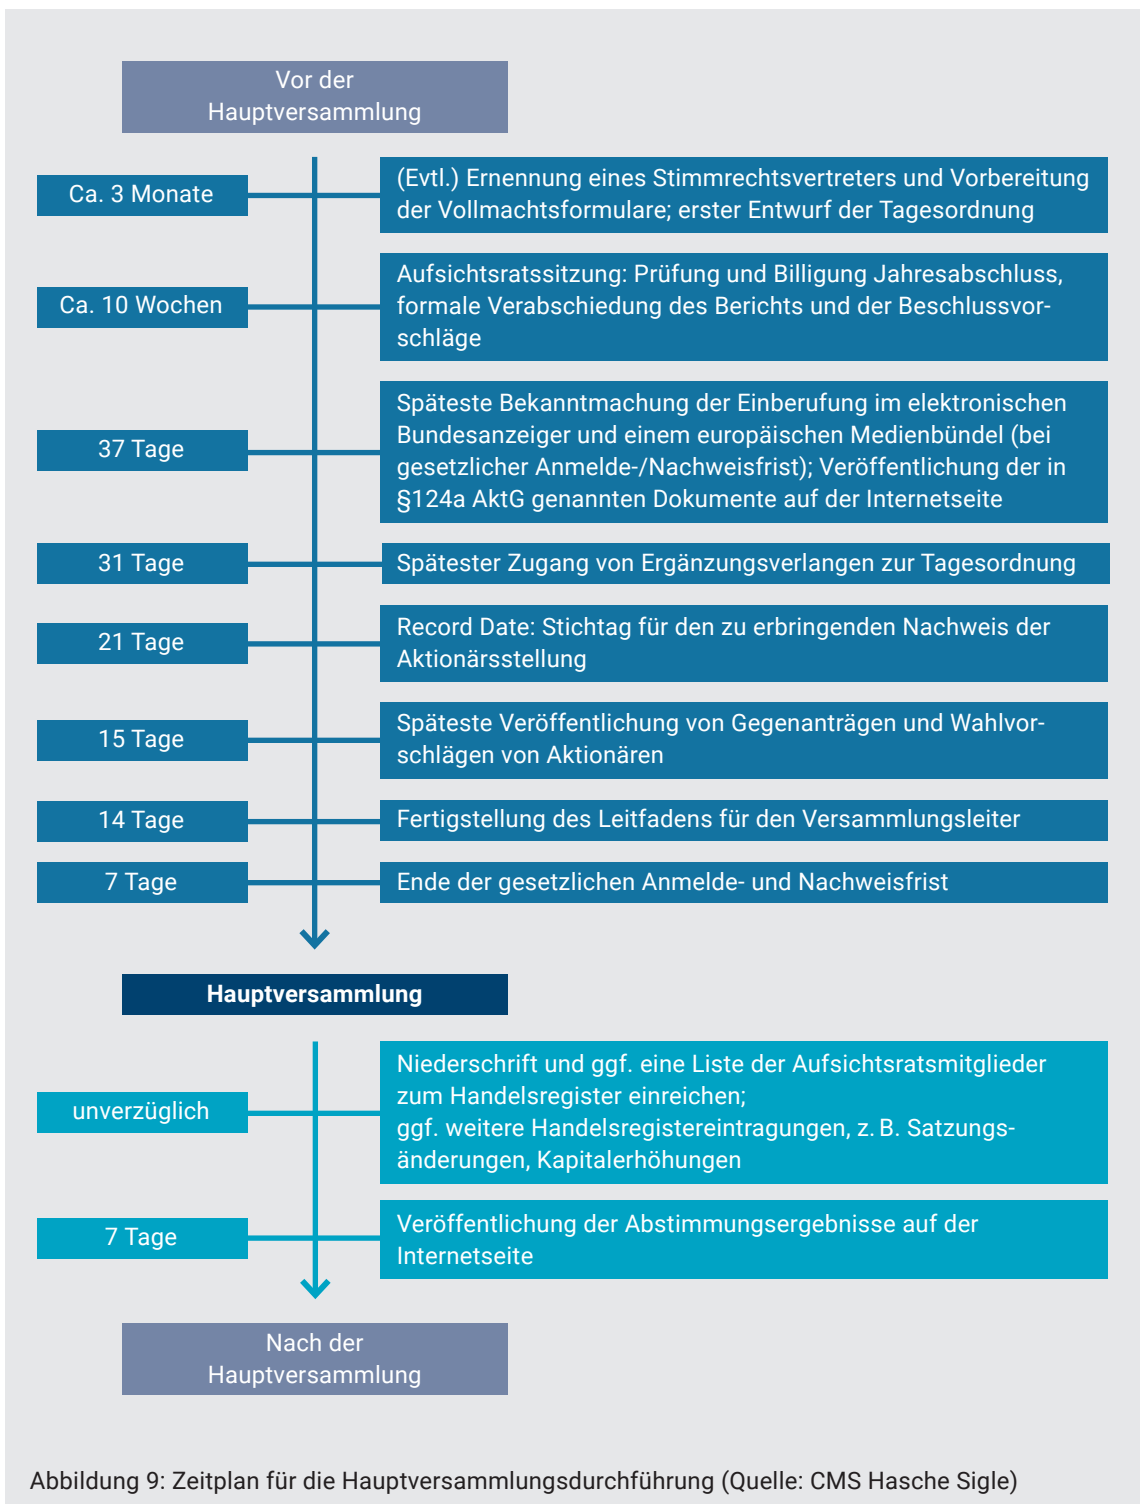 Vor der
Hauptversammlung
Ca. 3 Monate
(Evtl.) Ernennung eines Stimmrechtsvertreters und Vorbereitung
der Vollmachtsformulare; erster Entwurf der Tagesordnung
Ca. 10 Wochen
Aufsichtsratssitzung: Prüfung und Billigung Jahresabschluss,
formale Verabschiedung des Berichts und der Beschlussvor-
schläge
37 Tage
Späteste Bekanntmachung der Einberufung im elektronischen
Bundesanzeiger und einem europäischen Medienbündel (bei
gesetzlicher Anmelde-/Nachweisfrist); Veröffentlichung der in
§124a AktG genannten Dokumente auf der Internetseite
31 Tage
Spätester Zugang von Ergänzungsverlangen zur Tagesordnung
21 Tage
Record Date: Stichtag für den zu erbringenden Nachweis der
Aktionärsstellung
15 Tage
Späteste Veröffentlichung von Gegenanträgen und Wahlvor-
schlägen von Aktionären
14 Tage
Fertigstellung des Leitfadens für den Versammlungsleiter
7 Tage
Ende der gesetzlichen Anmelde- und Nachweisfrist
Hauptversammlung
unverzüglich
Niederschrift und ggf. eine Liste der Aufsichtsratsmitglieder
zum Handelsregister einreichen;
ggf. weitere Handelsregistereintragungen, z. B. Satzungs-
änderungen, Kapitalerhöhungen
7 Tage
Veröffentlichung der Abstimmungsergebnisse auf der
Internetseite
Nach der
Hauptversammlung
Abbildung 9: Zeitplan für die Hauptversammlungsdurchführung (Quelle: CMS Hasche Sigle)